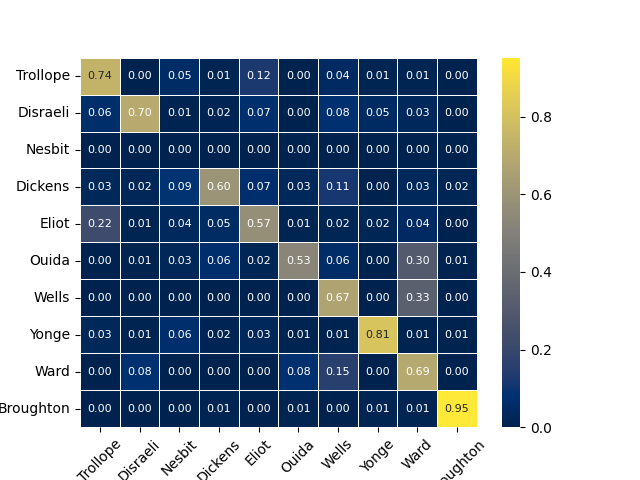 Trollope 0.74 0.00 0.05 0.01 0.12 0.00 0.04 0.01 0.01 0.00
Disraeli 0.06 0.70 0.01 0.02 0.07 0.00 0.08 0.05 0.03 0.00
Nesbit 0.00 0.00 0.00 0.00 0.00 0.00 0.00 0.00 0.00 0.00
Dickens 0.03 0.02 0.09 0.60 0.07 0.03 0.11 0.00 0.03 0.02
Eliot 0.22 0.01 0.04 0.05 0.57 0.01 0.02 0.02 0.04 0.00
Ouida 0.00 0.01 0.03 0.06 0.02 0.53 0.06 0.00 0.30 0.01
Wells 0.00 0.00 0.00 0.00 0.00 0.00 0.67 0.00 0.33 0.00
Yonge 0.03 0.01 0.06 0.02 0.03 0.01 0.01 0.81 0.01 0.01
Ward 0.00 0.08 0.00 0.00 0.00 0.08 0.15 0.00 0.69 0.00
Broughton 0.00 0.00 0.00 0.01 0.00 0.01 0.00 0.01 0.01 0.95
Trollope Disraeli Nesbit Dickens Eliot Ouida Wells Yonge Ward oughton
0.8
0.6
0.4
0.2
0.0